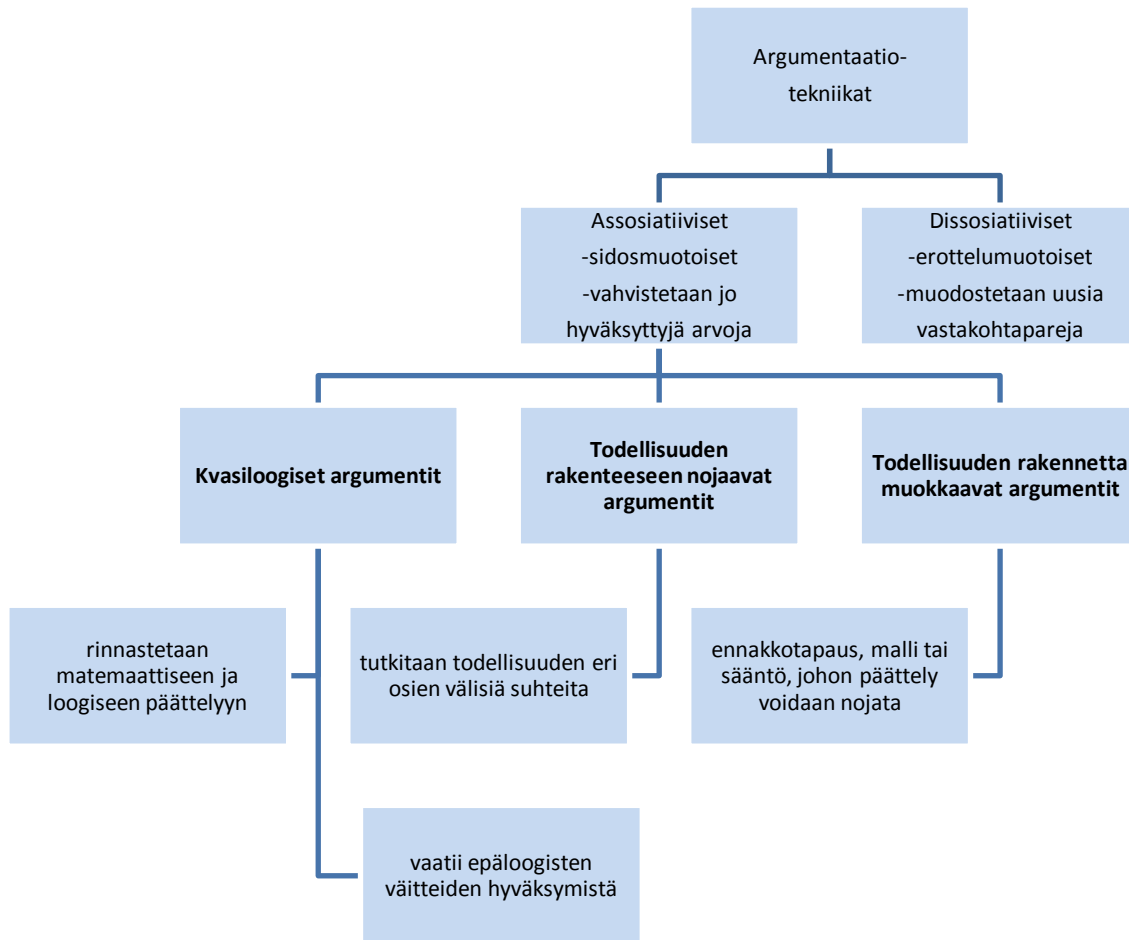 Argumentaatio-
tekniikat
Assosiatiiviset
-sidosmuotoiset
-vahvistetaan jo
hyväksyttyjä arvoja
Dissosiatiiviset
-erottelumuotoiset
-muodostetaan uusia
vastakohtapareja
Kvasiloogiset argumentit
Todellisuuden
rakenteeseen nojaavat
argumentit
Todellisuuden rakennetta
muokkaavat argumentit
rinnastetaan
matemaattiseen ja
loogiseen päättelyyn
tutkitaan todellisuuden eri
osien välisiä suhteita
ennakkotapaus, malli tai
sääntö, johon päättely
voidaan nojata
vaatii epäloogisten
väitteiden hyväksymistä